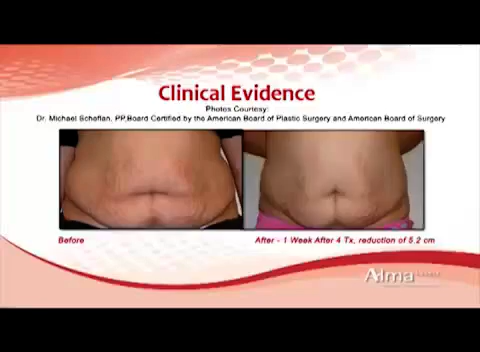 Clinical Evidence
Photos Courtesy:
Dr. Michael Scheflan, PP,Board Certified by the American Board of Plastic Surgery and American Board of Surgery
Before
After - 1 Week After 4 Tx, reduction of 5.2 cm
Alma